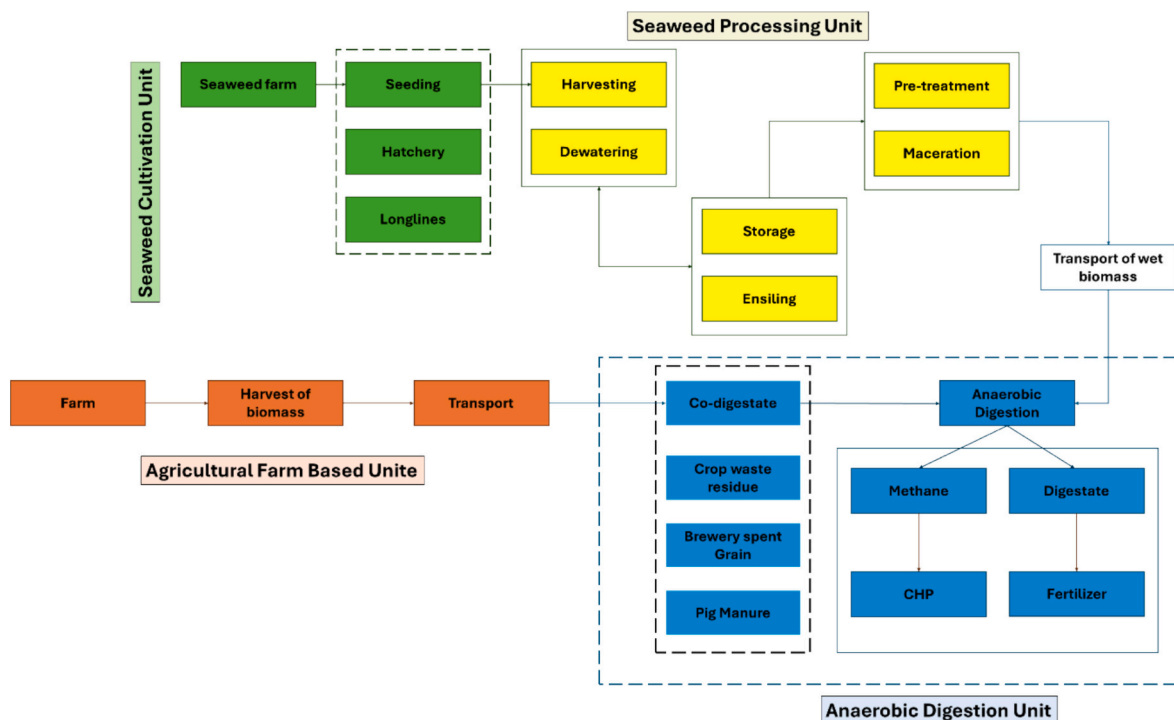 Seaweed Processing Unit
Seaweed Cultivation Unit
Seaweed farm
Seeding
Hatchery
Longlines
Harvesting
Dewatering
Storage
Ensiling
Pre-treatment
Maceration
Transport of wet
biomass
Farm
Harvest of
biomass
Transport
Agricultural Farm Based Unite
Co-digestate
Crop waste
residue
Brewery spent
Grain
Pig Manure
Anaerobic
Digestion
Methane
Digestate
CHP
Fertilizer
Anaerobic Digestion Unit